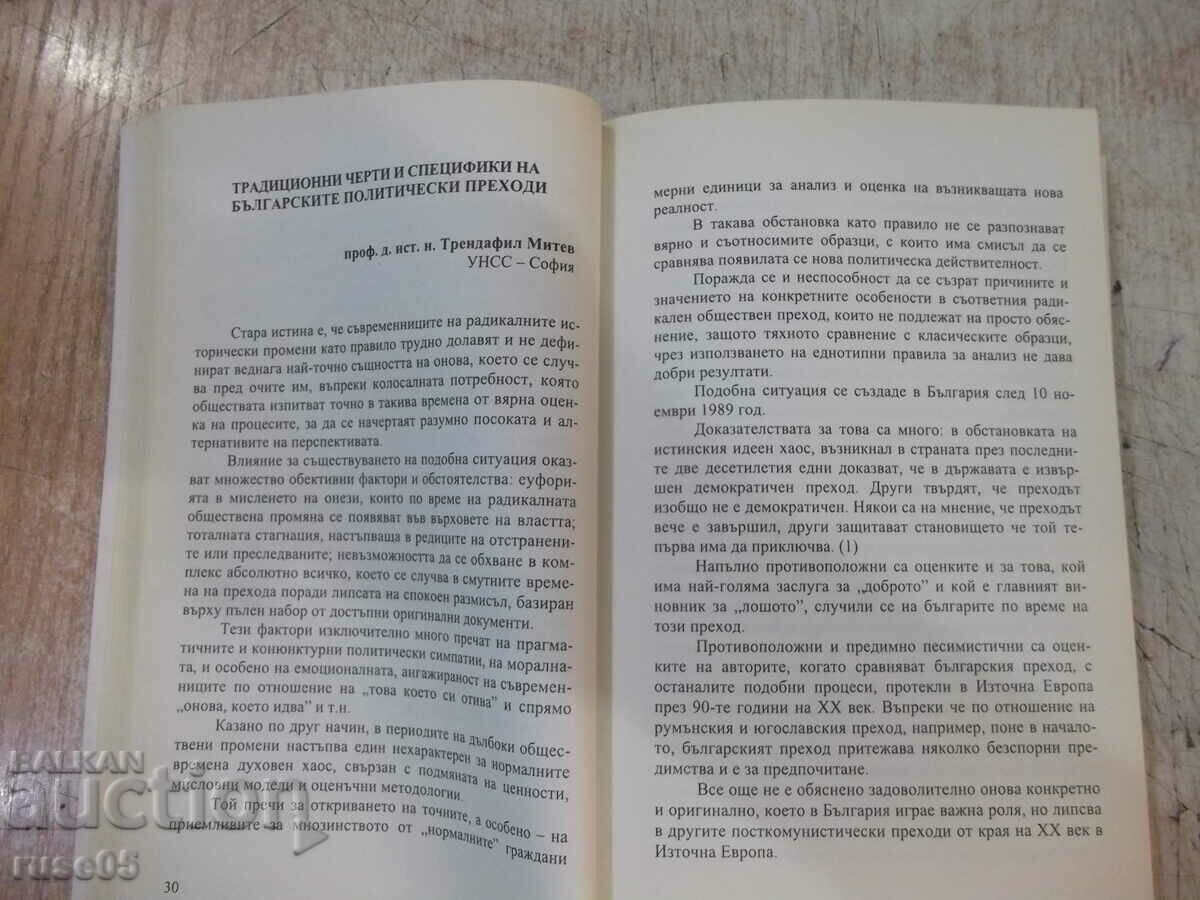 ТРАДИЦИОННИ ЧЕРТИ И СПЕЦИФИКИ НА
БЪЛГАРСКИТЕ ПОЛИТИЧЕСКИ ПРЕХОДИ
проф. д. ист. н. Трендафил Митев
УНСС – София
Стара истина е, че съвременниците на радикалните ис-
торически промени като правило трудно долавят и не дефи-
нират веднага най-точно същността на онова, което се случ-
ва пред очите им, въпреки колосалната потребност, която
обществата изпитват точно в такива времена от вярна оцен-
ка на процесите, за да се начертаят разумно посоката и ал-
тернативите на перспективата.
Влияние за съществуването на подобна ситуация оказ-
ват множество обективни фактори и обстоятелства: еуфори-
ята в мисленето на онези, които по време на радикалната
обществена промяна се появяват във върховете на властта;
тоталната стагнация, настъпваща в редиците на отстранени-
те или преследваните; невъзможността да се обхване в ком-
плекс абсолютно всичко, което се случва в смутните време-
на на прехода поради липсата на спокоен размисъл, базиран
върху пълен набор от достъпни оригинални документи.
Тези фактори изключително много пречат на прагма-
тичните и конюнктурни политически симпатии, на морална-
та, и особено на емоционалната, ангажираност на съвремен-
ниците по отношение на „това което си отива” и спрямо
„онова, което идва” и т.н.
Казано по друг начин, в периодите на дълбоки общес-
твени промени настъпва един нехарактерен за нормалните
времена духовен хаос, свързан с подмяната на ценности,
мисловни модели и оценъчни методологии.
Той пречи за откриването на точните, а особено – на
приемливите за мнозинството от „нормалните” граждани
30
мерни единици за анализ и оценка на възникващата нова
реалност.
В такава обстановка като правило не се разпознават
вярно и съотносимите образци, с които има смисъл да се
сравнява появилата се нова политическа действителност.
Поражда се и неспособност да се съзрат причините и
значението на конкретните особености в съответния ради-
кален обществен преход, които не подлежат на просто обяс-
нение, защото тяхното сравнение с класическите образци,
чрез използването на еднотипни правила за анализ не дава
добри резултати.
Подобна ситуация се създаде в България след 10 но-
ември 1989 год.
Доказателствата за това са много: в обстановката на
истинския идеен хаос, възникнал в страната през последни-
те две десетилетия едни доказват, че в държавата е извър-
шен демократичен преход. Други твърдят, че преходът
изобщо не е демократичен. Някои са на мнение, че преходът
вече е завършил, други защитават становището че той те-
първа има да приключва. (1)
Напълно противоположни са оценките и за това, кой
има най-голяма заслуга за „доброто” и кой е главният ви-
новник за „лошото”, случили се на българите по време на
този преход.
Противоположни и предимно песимистични са оцен-
ките на авторите, когато сравняват българския преход, с
останалите подобни процеси, протекли в Източна Европа
през 90-те години на ХХ век. Въпреки че по отношение на
румънския и югославския преход, например, поне в начало-
то, българският преход притежава няколко безспорни пре-
димства и е за предпочитане.
Все още не е обяснено задоволително онова конкретно
и оригинално, което в България играе важна роля, но липсва
в другите посткомунистически преходи от края на ХХ век в
Източна Европа.
BALKAN
auction
ruse05